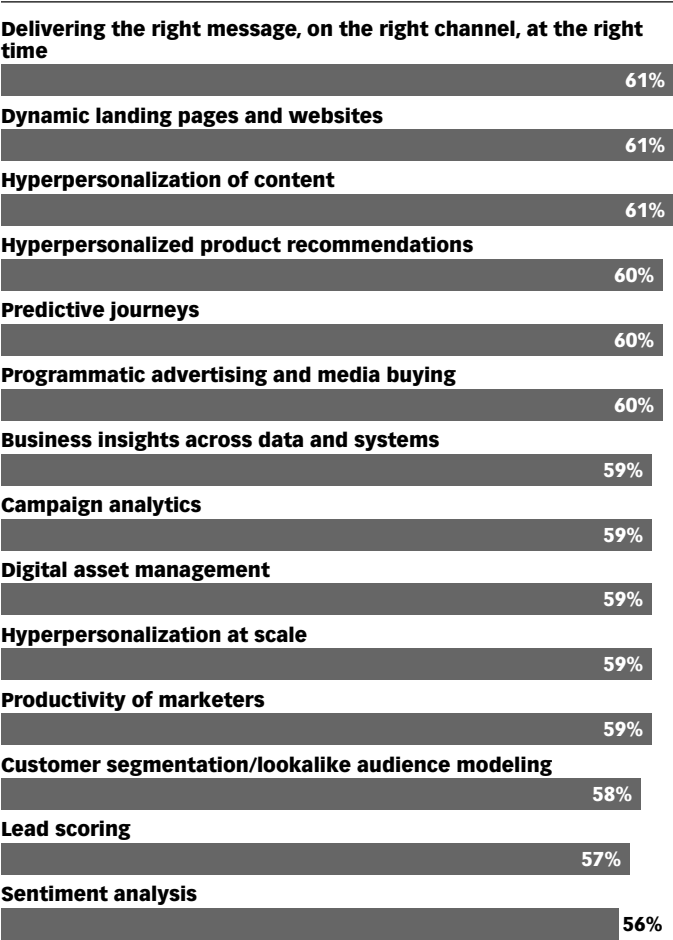 Delivering the right message, on the right channel, at the right
time
61%
Dynamic landing pages and websites
61%
Hyperpersonalization of content
61%
Hyperpersonalized product recommendations
60%
Predictive journeys
60%
Programmatic advertising and media buying
60%
Business insights across data and systems
59%
Campaign analytics
59%
Digital asset management
59%
Hyperpersonalization at scale
59%
Productivity of marketers
59%
Customer segmentation/lookalike audience modeling
58%
Lead scoring
57%
Sentiment analysis
56%